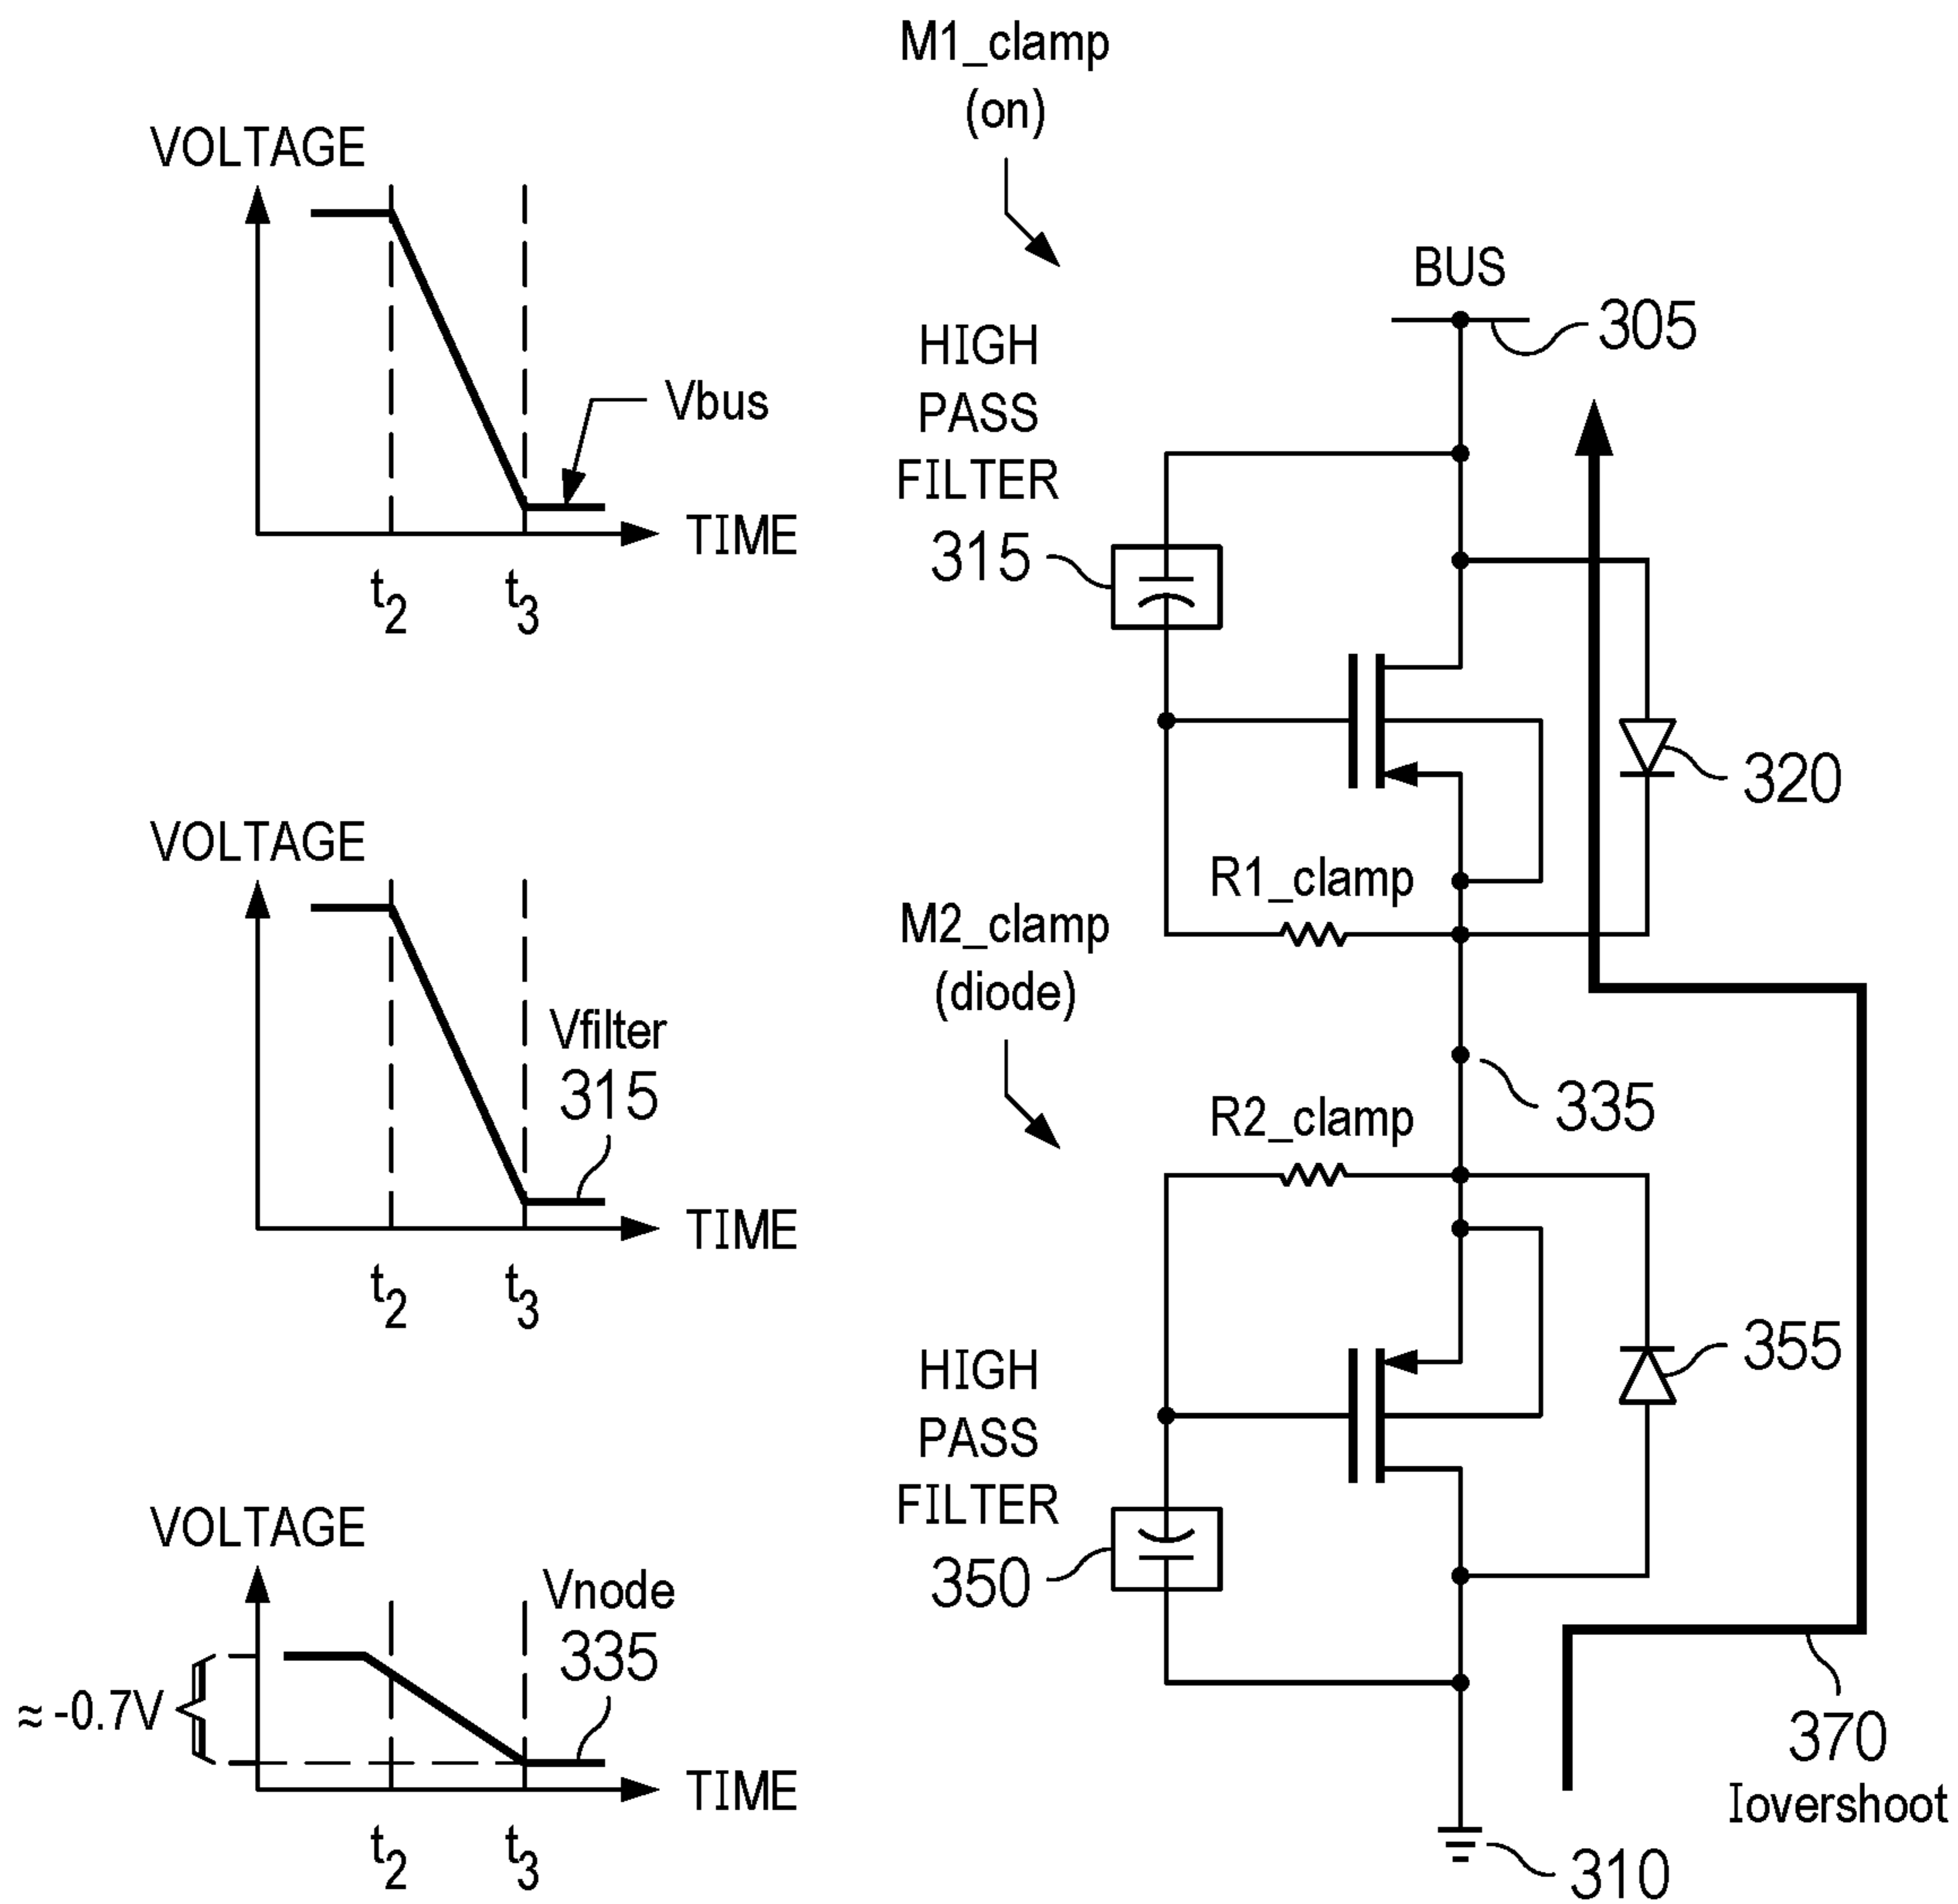 VOLTAGE
Vbus
TIME
t2
t3
VOLTAGE
Vfilter
315
TIME
t2
t3
VOLTAGE
Vnode
335
≈ -0.7V
TIME
t2
t3
M1_clamp
(on)
BUS
305
HIGH
PASS
FILTER
315
320
R1_clamp
M2_clamp
(diode)
335
R2_clamp
HIGH
PASS
FILTER
350
355
370
Iovershoot
310